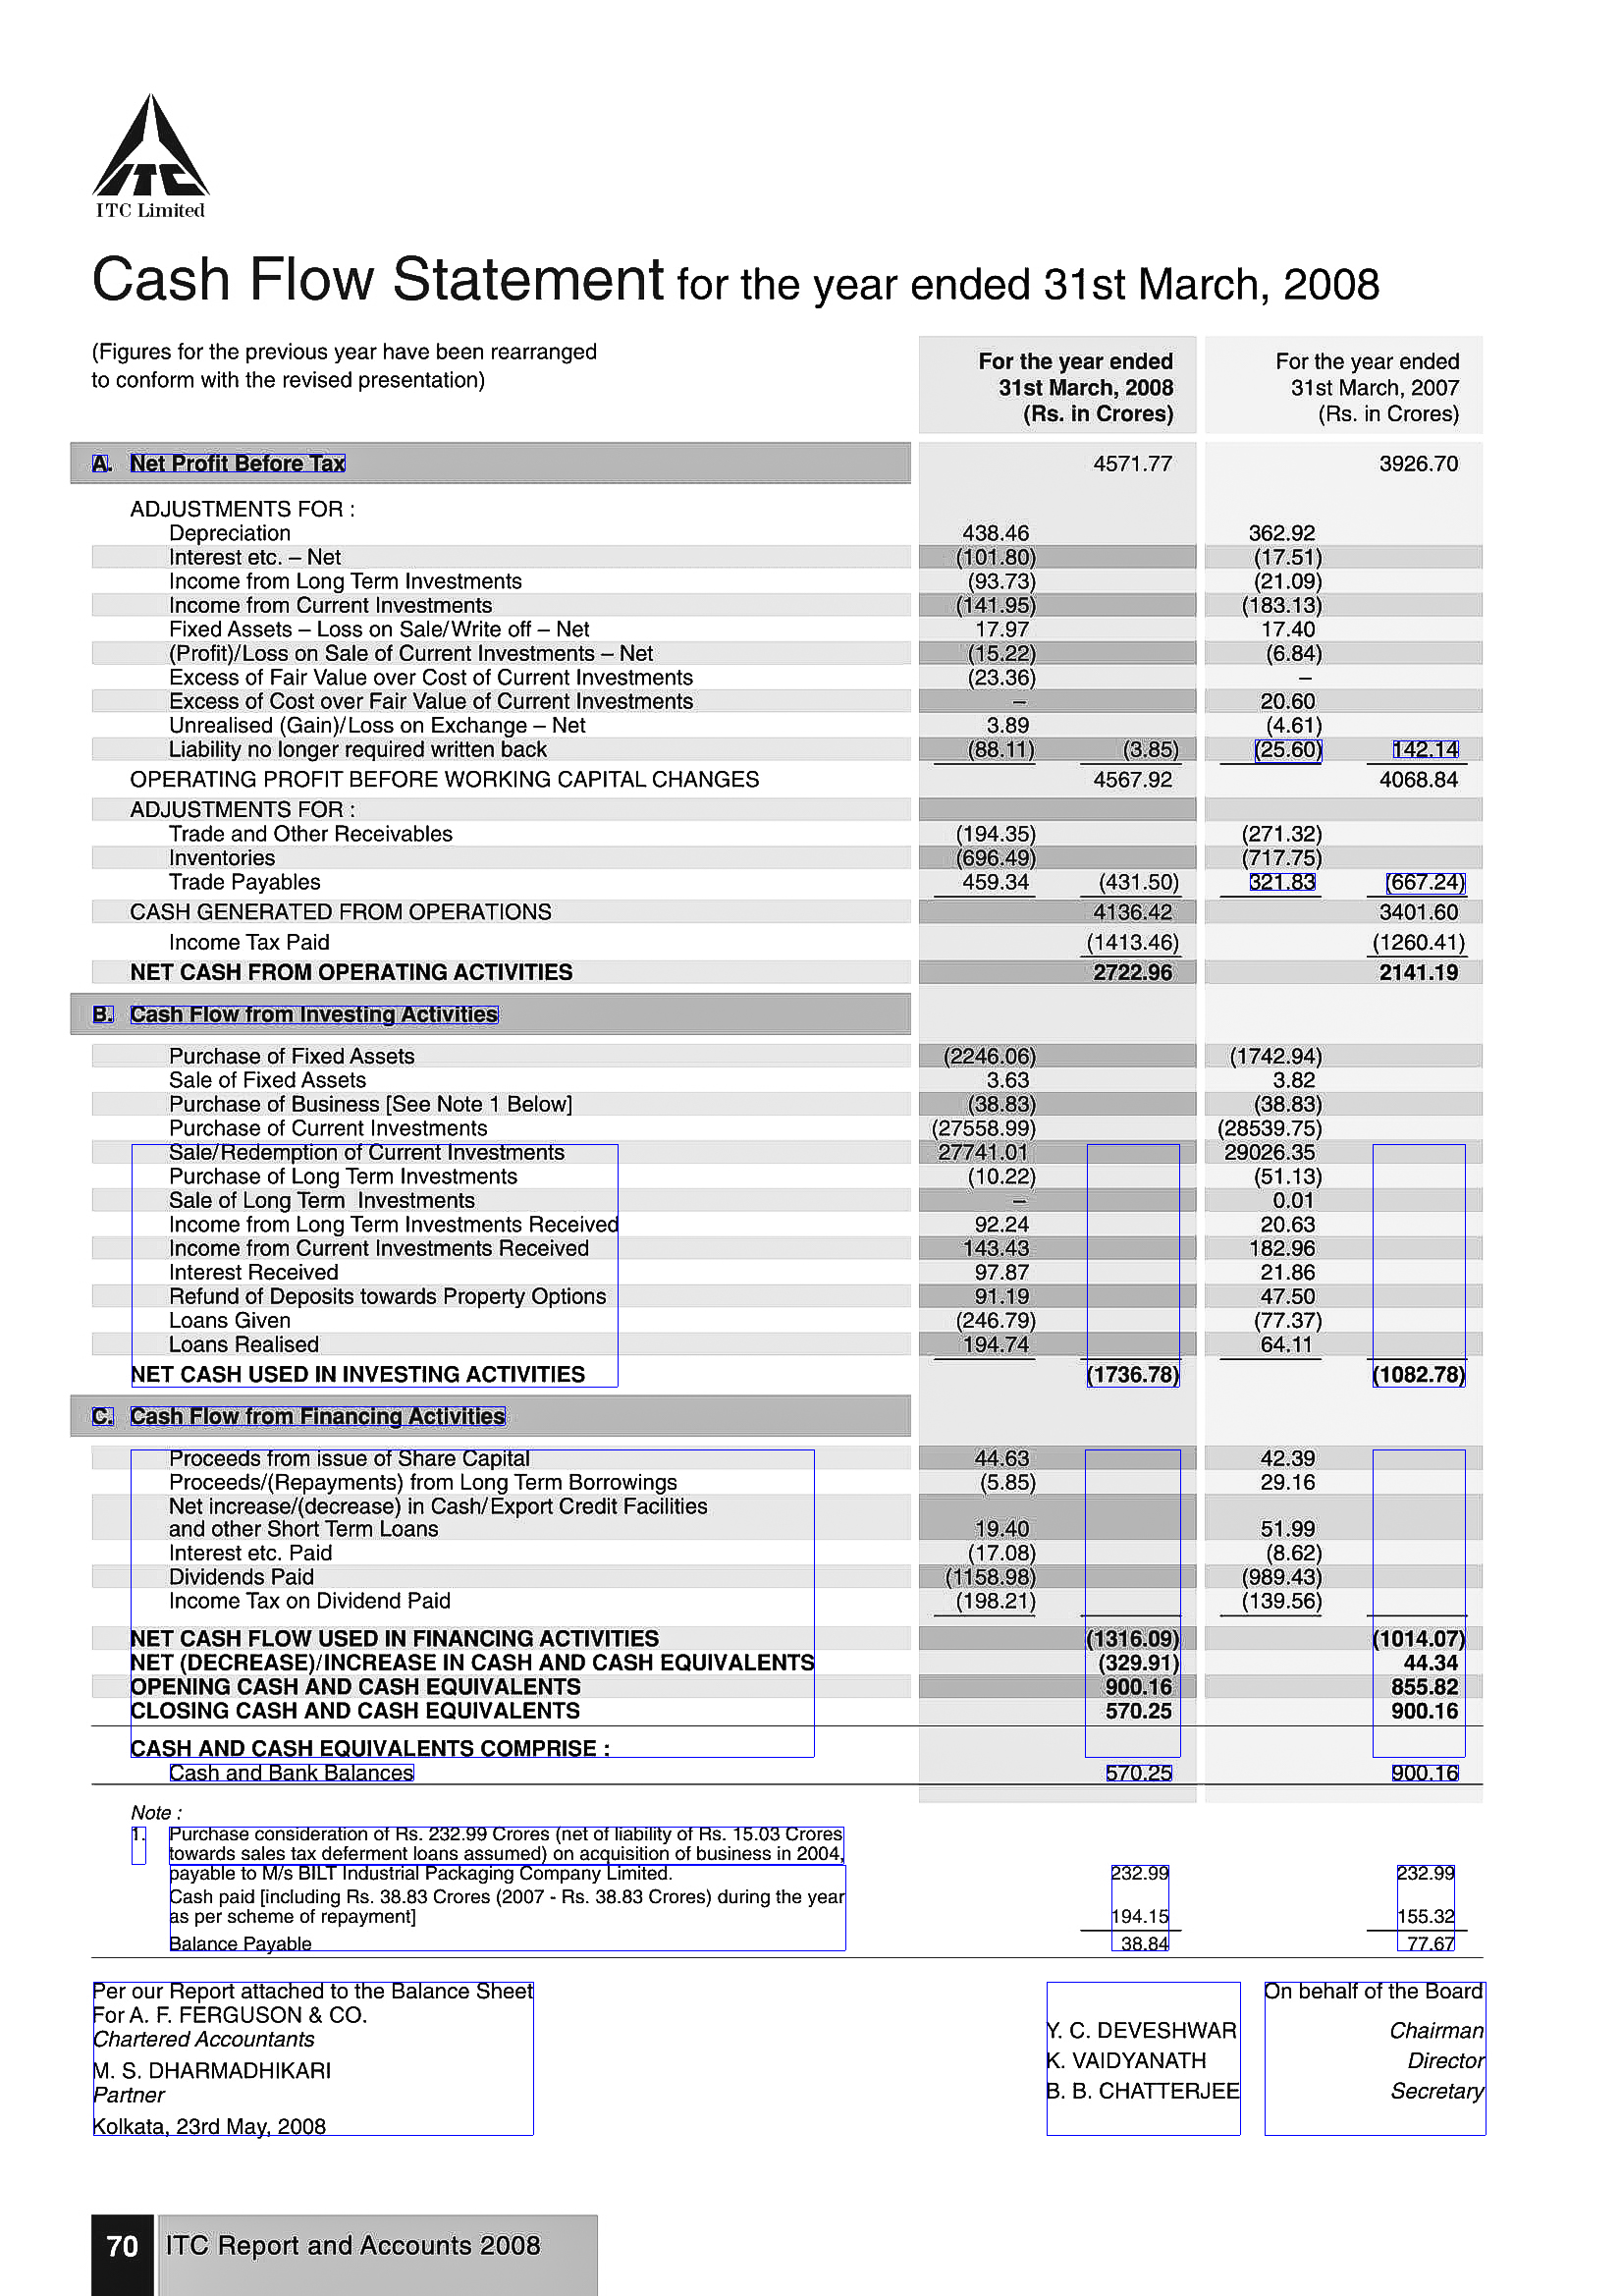 ITC
ITC Limited
Cash Flow Statement for the year ended 31st March, 2008
(Figures for the previous year have been rearranged
to conform with the revised presentation)
For the year ended
31st March, 2008
(Rs. in Crores)
For the year ended
31st March, 2007
(Rs. in Crores)
A. Net Profit Before Tax 4571.77 3926.70
ADJUSTMENTS FOR :
Depreciation 438.46 362.92
Interest etc. – Net (101.80) (17.51)
Income from Long Term Investments (93.73) (21.09)
Income from Current Investments (141.95) (183.13)
Fixed Assets – Loss on Sale/Write off – Net 17.97 17.40
(Profit)/Loss on Sale of Current Investments – Net (15.22) (6.84)
Excess of Fair Value over Cost of Current Investments (23.36) –
Excess of Cost over Fair Value of Current Investments – 20.60
Unrealised (Gain)/Loss on Exchange – Net 3.89 (4.61)
Liability no longer required written back (88.11) (3.85) (25.60) 142.14
OPERATING PROFIT BEFORE WORKING CAPITAL CHANGES 4567.92 4068.84
ADJUSTMENTS FOR :
Trade and Other Receivables (194.35) (271.32)
Inventories (696.49) (717.75)
Trade Payables 459.34 (431.50) 321.83 (667.24)
CASH GENERATED FROM OPERATIONS 4136.42 3401.60
Income Tax Paid (1413.46) (1260.41)
NET CASH FROM OPERATING ACTIVITIES 2722.96 2141.19
B. Cash Flow from Investing Activities
Purchase of Fixed Assets (2246.06) (1742.94)
Sale of Fixed Assets 3.63 3.82
Purchase of Business [See Note 1 Below] (38.83) (38.83)
Purchase of Current Investments (27558.99) (28539.75)
Sale/Redemption of Current Investments 27741.01 29026.35
Purchase of Long Term Investments (10.22) (51.13)
Sale of Long Term Investments – 0.01
Income from Long Term Investments Received 92.24 20.63
Income from Current Investments Received 143.43 182.96
Interest Received 97.87 21.86
Refund of Deposits towards Property Options 91.19 47.50
Loans Given (246.79) (77.37)
Loans Realised 194.74 64.11
NET CASH USED IN INVESTING ACTIVITIES (1736.78) (1082.78)
C. Cash Flow from Financing Activities
Proceeds from issue of Share Capital 44.63 42.39
Proceeds/(Repayments) from Long Term Borrowings (5.85) 29.16
Net increase/(decrease) in Cash/Export Credit Facilities
and other Short Term Loans 19.40 51.99
Interest etc. Paid (17.08) (8.62)
Dividends Paid (1158.98) (989.43)
Income Tax on Dividend Paid (198.21) (139.56)
NET CASH FLOW USED IN FINANCING ACTIVITIES (1316.09) (1014.07)
NET (DECREASE)/INCREASE IN CASH AND CASH EQUIVALENTS (329.91) 44.34
OPENING CASH AND CASH EQUIVALENTS 900.16 855.82
CLOSING CASH AND CASH EQUIVALENTS 570.25 900.16
CASH AND CASH EQUIVALENTS COMPRISE :
Cash and Bank Balances 570.25 900.16
Note :
1. Purchase consideration of Rs. 232.99 Crores (net of liability of Rs. 15.03 Crores
towards sales tax deferment loans assumed) on acquisition of business in 2004,
payable to M/s BILT Industrial Packaging Company Limited. 232.99 232.99
Cash paid [including Rs. 38.83 Crores (2007 - Rs. 38.83 Crores) during the year
as per scheme of repayment] 194.15 155.32
Balance Payable 38.84 77.67
Per our Report attached to the Balance Sheet
For A. F. FERGUSON & CO.
Chartered Accountants
M. S. DHARMADHIKARI
Partner
Kolkata, 23rd May, 2008
On behalf of the Board
Y. C. DEVESHWAR Chairman
K. VAIDYANATH Director
B. B. CHATTERJEE Secretary
70 ITC Report and Accounts 2008